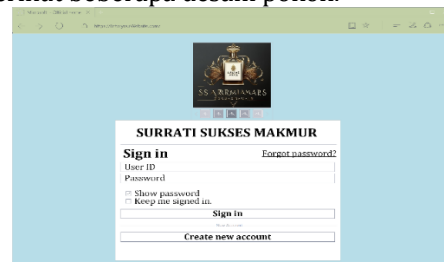 SURRATI SUKSES MAKMUR
Sign in Forgot password?
User ID
Password
Show password
Keep me signed in.
Sign in
Create new account